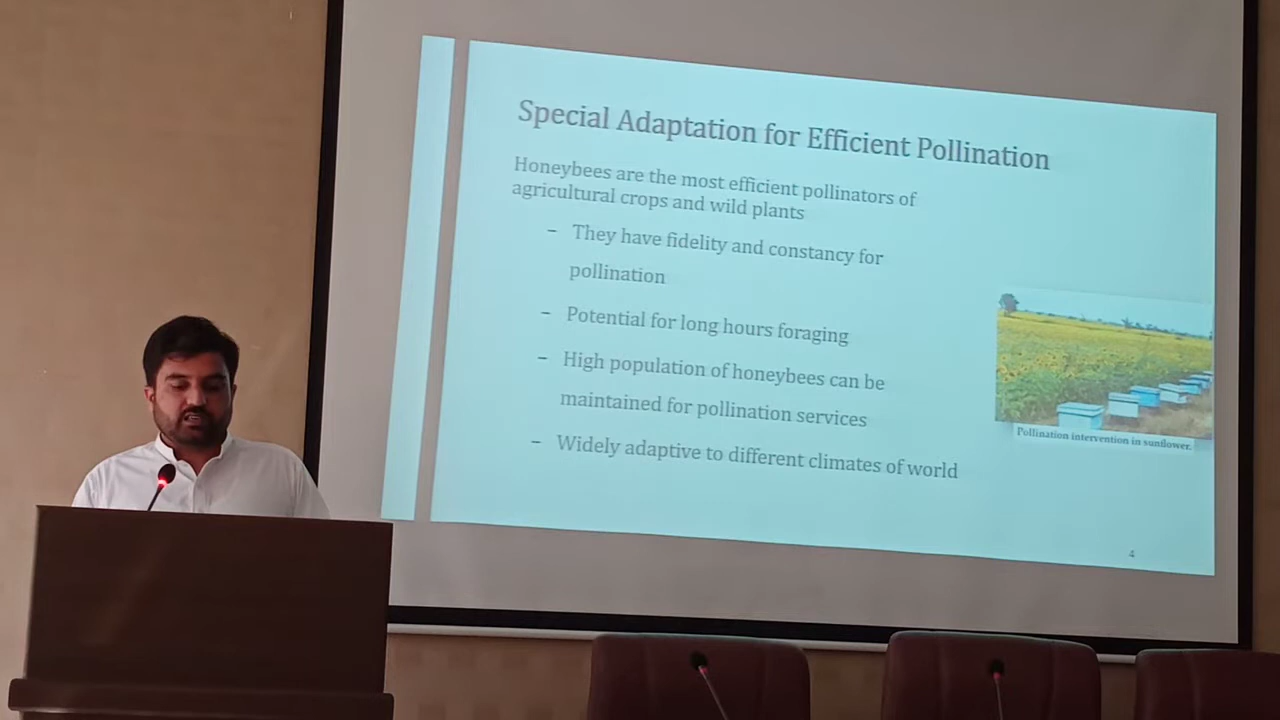 Special Adaptation for Efficient Pollination
Honeybees are the most efficient pollinators of
agricultural crops and wild plants
– They have fidelity and constancy for
pollination
– Potential for long hours foraging
– High population of honeybees can be
maintained for pollination services
– Widely adaptive to different climates of world
Pollination intervention in sunflower.
4